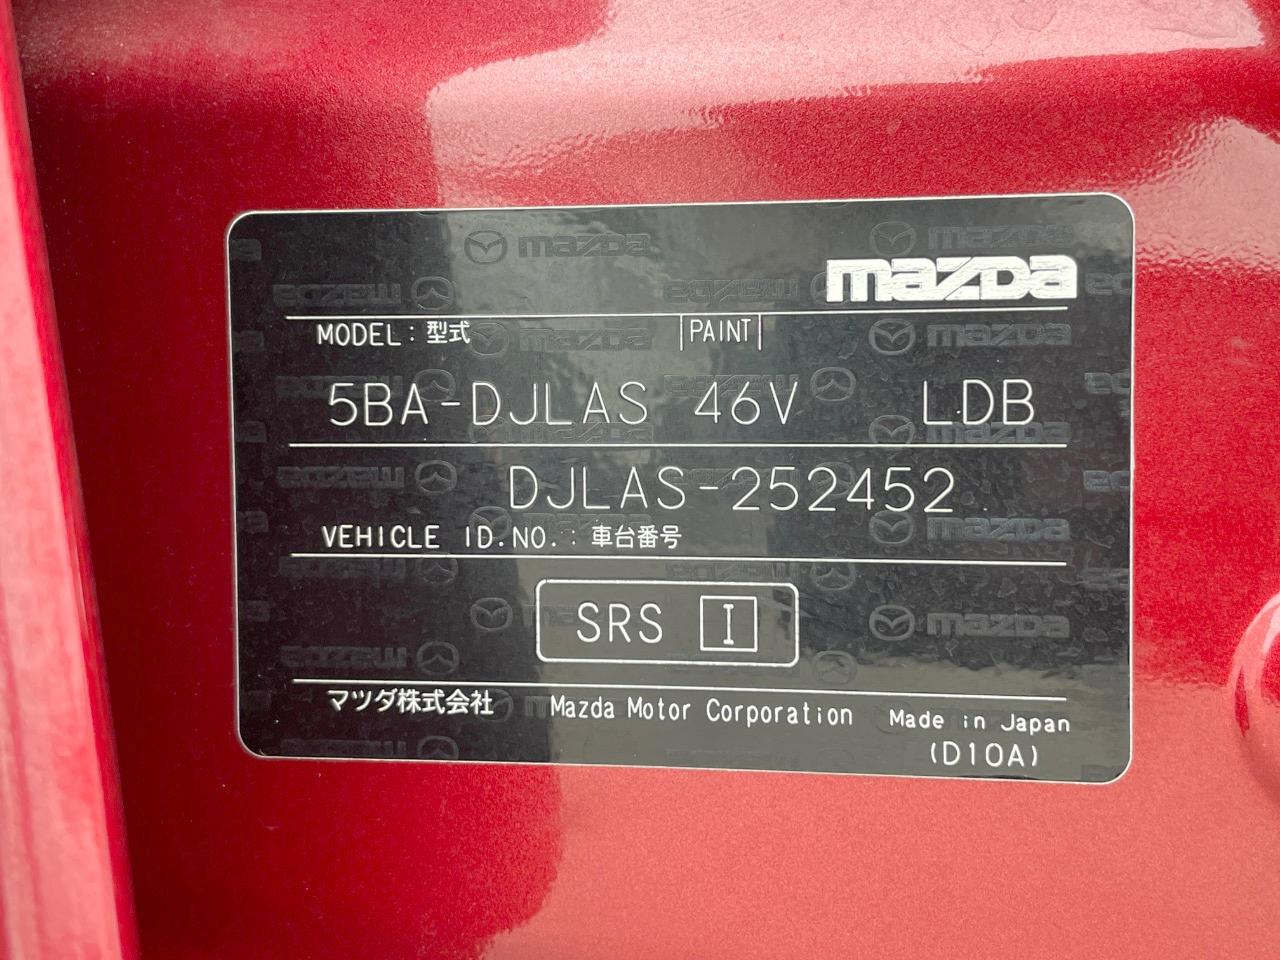 mazda
MODEL : 型式 |PAINT|
5BA-DJLAS 46V LDB
DJLAS-252452
VEHICLE ID.NO. : 車台番号
SRS I
マツダ株式会社 Mazda Motor Corporation Made in Japan
(D10A)